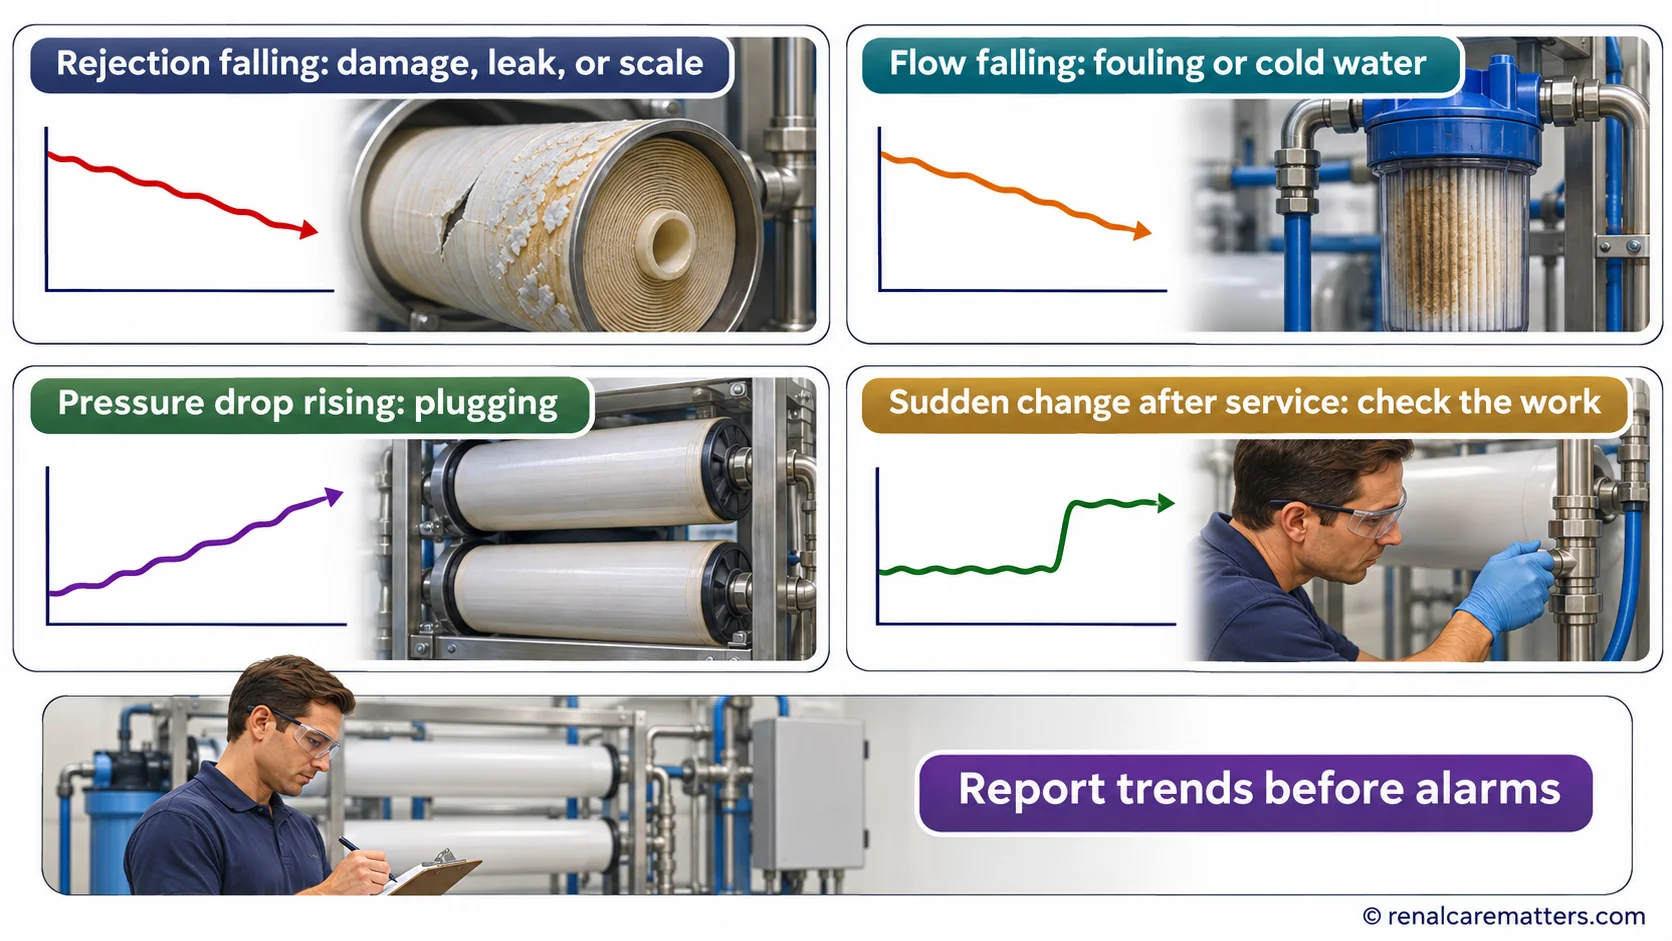 Rejection falling: damage, leak, or scale
Flow falling: fouling or cold water
Pressure drop rising: plugging
Sudden change after service: check the work
Report trends before alarms
© renalcarematters.com